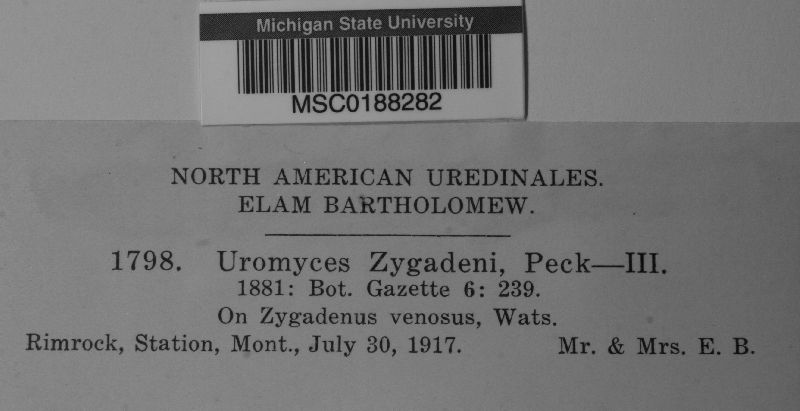 Michigan State University
MSC0188282
NORTH AMERICAN UREDINALES.
ELAM BARTHOLOMEW.
1798. Uromyces Zygadeni, Peck—III.
1881: Bot. Gazette 6: 239.
On Zygadenus venosus, Wats.
Rimrock, Station, Mont., July 30, 1917. Mr. & Mrs. E. B.